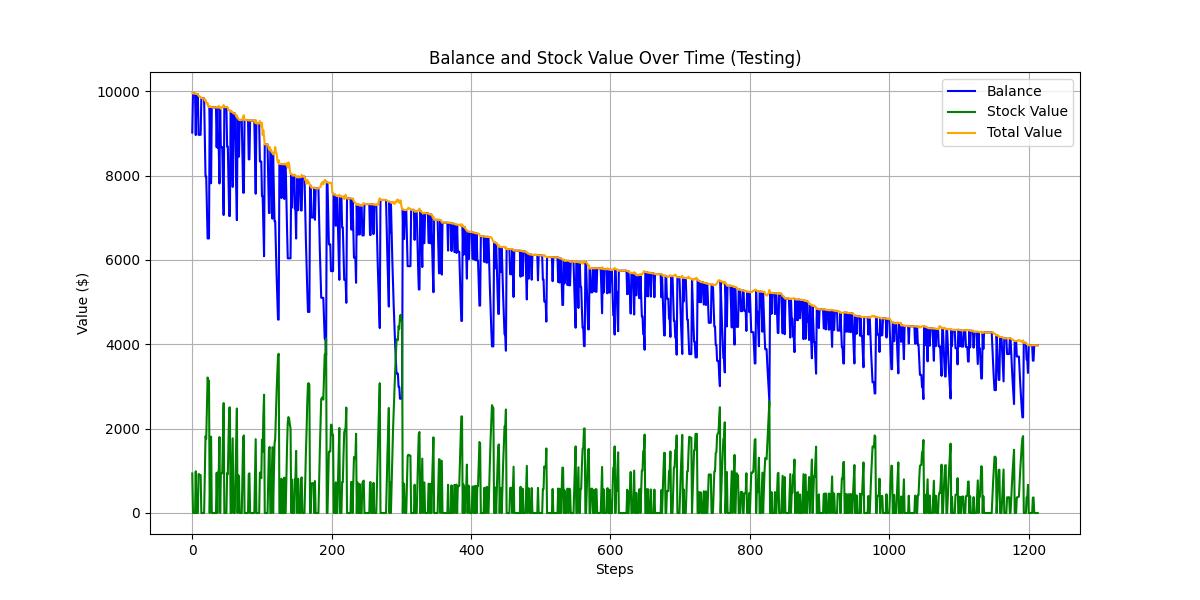 Balance and Stock Value Over Time (Testing)
Balance
Stock Value
Total Value
Value ($)
10000
8000
6000
4000
2000
0
0 200 400 600 800 1000 1200
Steps